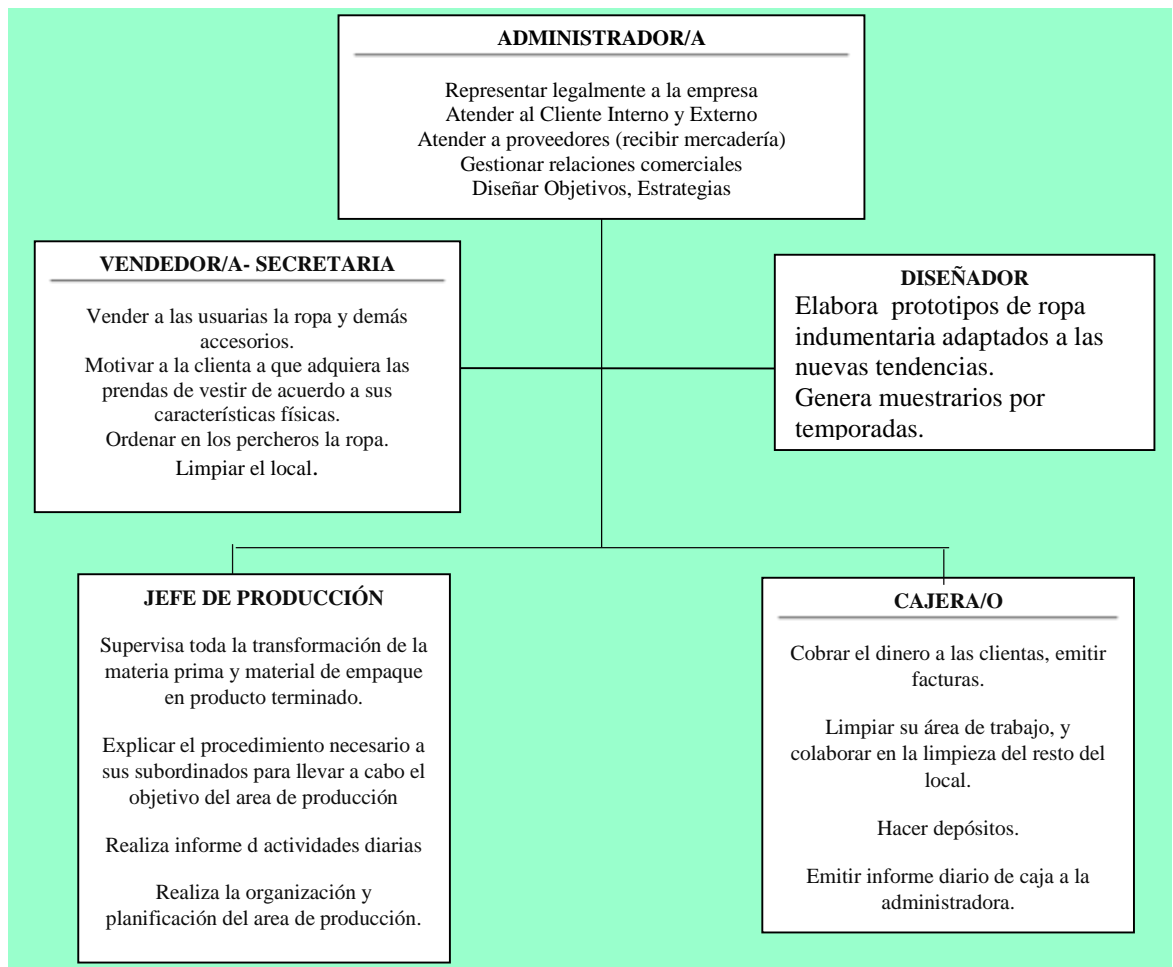 ADMINISTRADOR/A
Representar legalmente a la empresa
Atender al Cliente Interno y Externo
Atender a proveedores (recibir mercadería)
Gestionar relaciones comerciales
Diseñar Objetivos, Estrategias
VENDEDOR/A- SECRETARIA
Vender a las usuarias la ropa y demás
accesorios.
Motivar a la clienta a que adquiera las
prendas de vestir de acuerdo a sus
características físicas.
Ordenar en los percheros la ropa.
Limpiar el local.
DISEÑADOR
Elabora prototipos de ropa
indumentaria adaptados a las
nuevas tendencias.
Genera muestrarios por
temporadas.
JEFE DE PRODUCCIÓN
Supervisa toda la transformación de la
materia prima y material de empaque
en producto terminado.
Explicar el procedimiento necesario a
sus subordinados para llevar a cabo el
objetivo del area de producción
Realiza informe d actividades diarias
Realiza la organización y
planificación del area de producción.
CAJERA/O
Cobrar el dinero a las clientas, emitir
facturas.
Limpiar su área de trabajo, y
colaborar en la limpieza del resto del
local.
Hacer depósitos.
Emitir informe diario de caja a la
administradora.